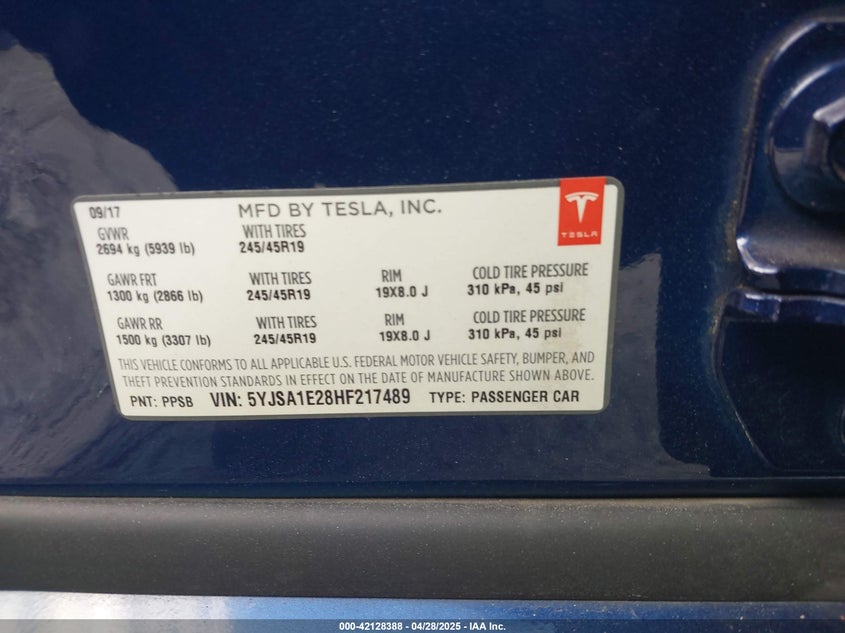 09/17 MFD BY TESLA, INC.
GVWR WITH TIRES
2694 kg (5939 lb) 245/45R19
TESLA
GAWR FRT WITH TIRES RIM COLD TIRE PRESSURE
1300 kg (2866 lb) 245/45R19 19X8.0 J 310 kPa, 45 psi
GAWR RR WITH TIRES RIM COLD TIRE PRESSURE
1500 kg (3307 lb) 245/45R19 19X8.0 J 310 kPa, 45 psi
THIS VEHICLE CONFORMS TO ALL APPLICABLE U.S. FEDERAL MOTOR VEHICLE SAFETY, BUMPER, AND
THEFT PREVENTION STANDARDS IN EFFECT ON THE DATE OF MANUFACTURE SHOWN ABOVE.
PNT: PPSB VIN: 5YJSA1E28HF217489 TYPE: PASSENGER CAR
000-42128388 - 04/28/2025 - IAA Inc.